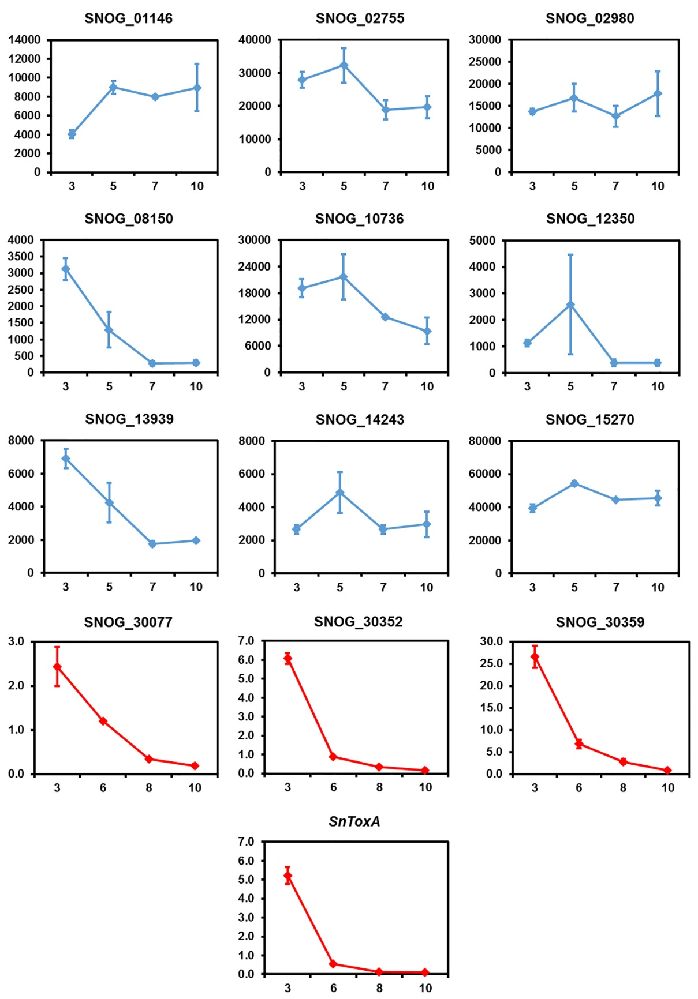 SNOG_01146 SNOG_02755 SNOG_02980
14000 40000 30000
12000 25000
10000 30000 20000
8000 20000 15000
6000 10000
4000 10000 5000
2000
0 0 0
3 5 7 10 3 5 7 10 3 5 7 10
SNOG_08150 SNOG_10736 SNOG_12350
4000 30000 5000
3500 24000 4000
3000 18000 3000
2500
2000 12000 2000
1500
1000 6000 1000
500
0 0 0
3 5 7 10 3 5 7 10 3 5 7 10
SNOG_13939 SNOG_14243 SNOG_15270
8000 8000 80000
6000 6000 60000
4000 4000 40000
2000 2000 20000
0 0 0
3 5 7 10 3 5 7 10 3 5 7 10
SNOG_30077 SNOG_30352 SNOG_30359
3.0 7.0 30.0
6.0 25.0
2.0 5.0 20.0
4.0
3.0 15.0
1.0 2.0 10.0
1.0 5.0
0.0 0.0 0.0
3 6 8 10 3 6 8 10 3 6 8 10
SnToxA
7.0
6.0
5.0
4.0
3.0
2.0
1.0
0.0
3 6 8 10